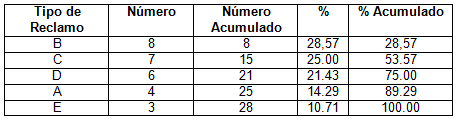 Tipo de Reclamo Número Número Acumulado % % Acumulado
B 8 8 28,57 28,57
C 7 15 25.00 53.57
D 6 21 21.43 75.00
A 4 25 14.29 89.29
E 3 28 10.71 100.00